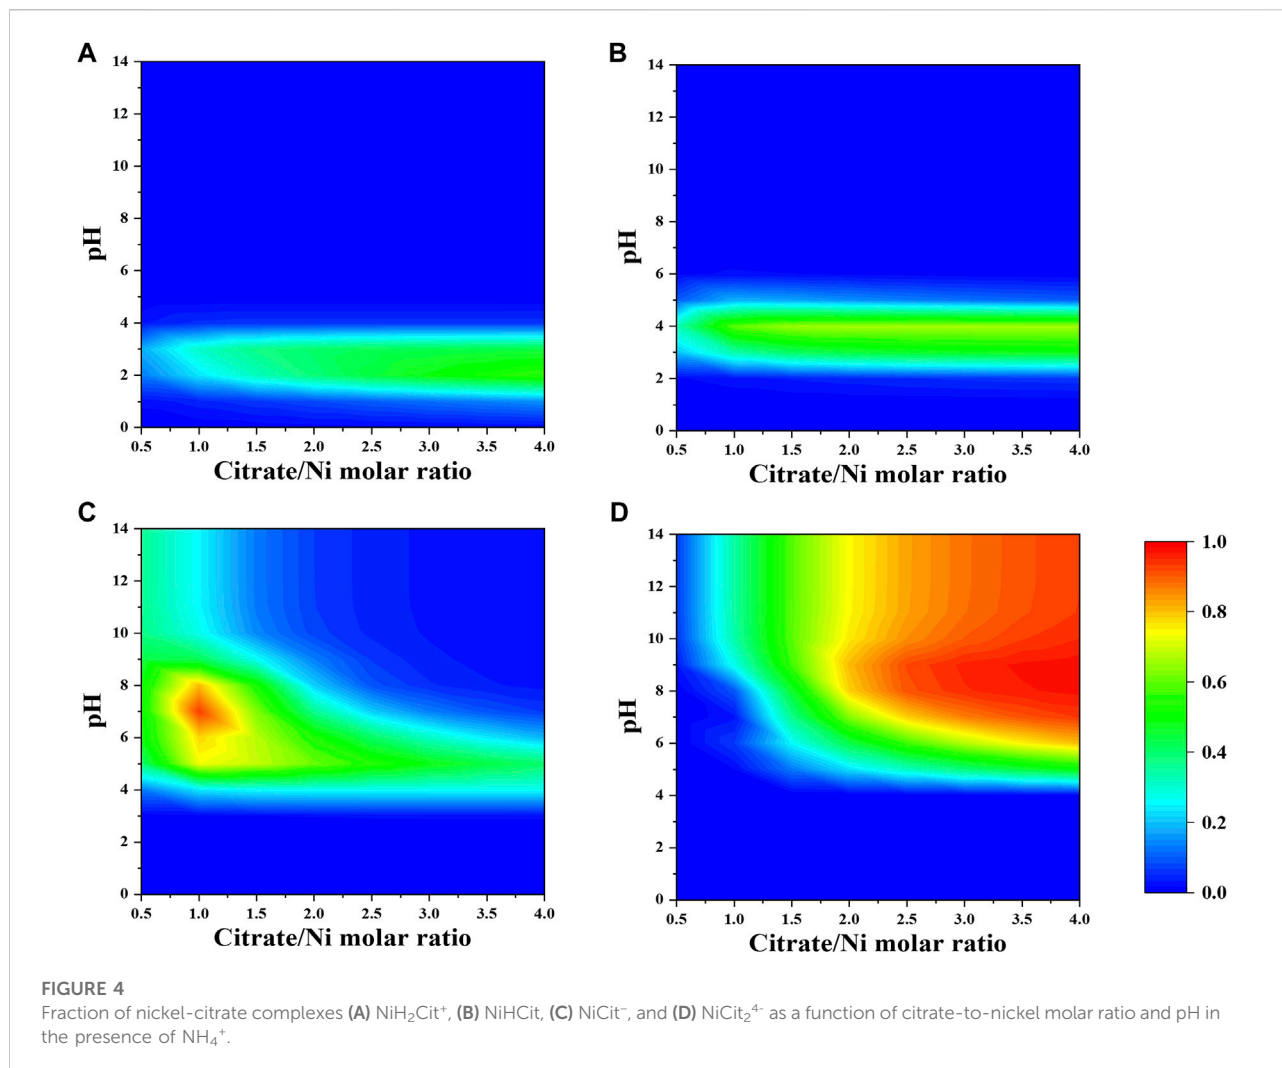 A
14
12
10
8
6
4
2
0
pH
0.5 1.0 1.5 2.0 2.5 3.0 3.5 4.0
Citrate/Ni molar ratio
B
14
12
10
8
6
4
2
0
pH
0.5 1.0 1.5 2.0 2.5 3.0 3.5 4.0
Citrate/Ni molar ratio
C
14
12
10
8
6
4
2
0
pH
0.5 1.0 1.5 2.0 2.5 3.0 3.5 4.0
Citrate/Ni molar ratio
D
14
12
10
8
6
4
2
0
pH
0.5 1.0 1.5 2.0 2.5 3.0 3.5 4.0
Citrate/Ni molar ratio
1.0
0.8
0.6
0.4
0.2
0.0
FIGURE 4
Fraction of nickel-citrate complexes (A) NiH₂Cit⁺, (B) NiHCit, (C) NiCit⁻, and (D) NiCit₂⁴⁻ as a function of citrate-to-nickel molar ratio and pH in
the presence of NH₄⁺.